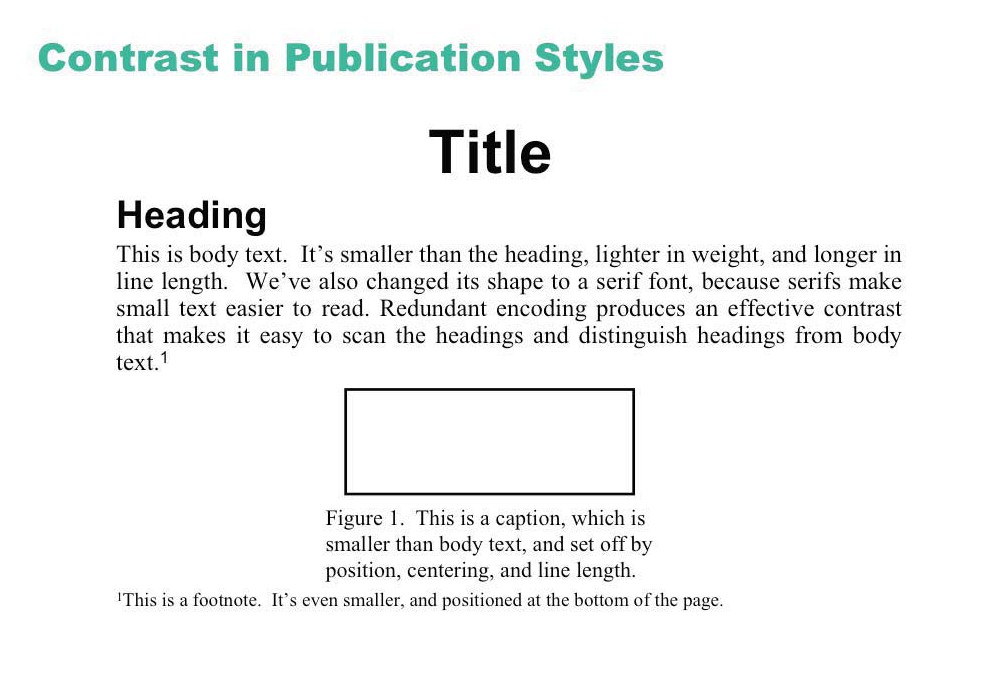 Contrast in Publication Styles
Title
Heading
This is body text.  It’s smaller than the heading, lighter in weight, and longer in
line length.  We’ve also changed its shape to a serif font, because serifs make
small text easier to read. Redundant encoding produces an effective contrast
that makes it easy to scan the headings and distinguish headings from body
text.¹
Figure 1.  This is a caption, which is
smaller than body text, and set off by
position, centering, and line length.
¹This is a footnote.  It’s even smaller, and positioned at the bottom of the page.